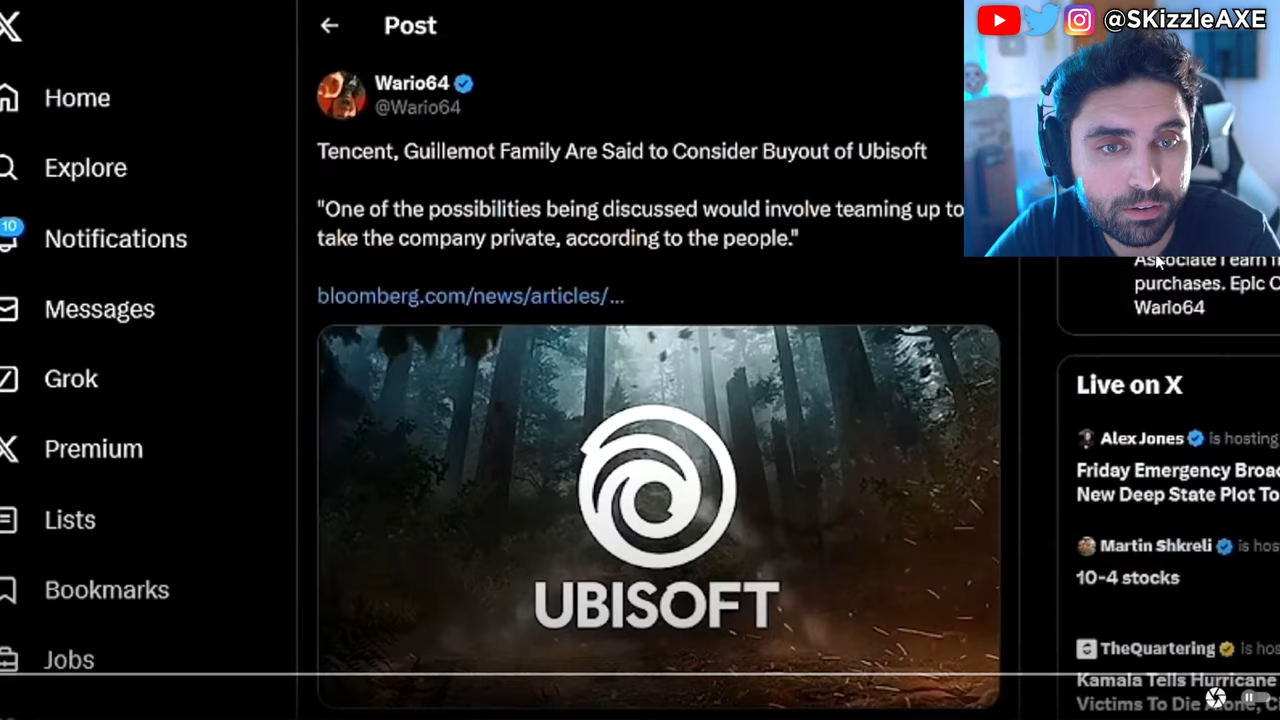 @SKizzleAXE
Post
Wario64
@Wario64
Home
Explore
10
Notifications
Messages
Grok
Premium
Lists
Bookmarks
Jobs
Tencent, Guillemot Family Are Said to Consider Buyout of Ubisoft
"One of the possibilities being discussed would involve teaming up to
take the company private, according to the people."
bloomberg.com/news/articles/...
UBISOFT
Associate I earn
purchases. Epic
Wario64
Live on X
Alex Jones is hosting
Friday Emergency
New Deep State Plot To
Martin Shkreli is
10-4 stocks
TheQuartering is
Kamala Tells Hurricane
Victims To Die Alone,